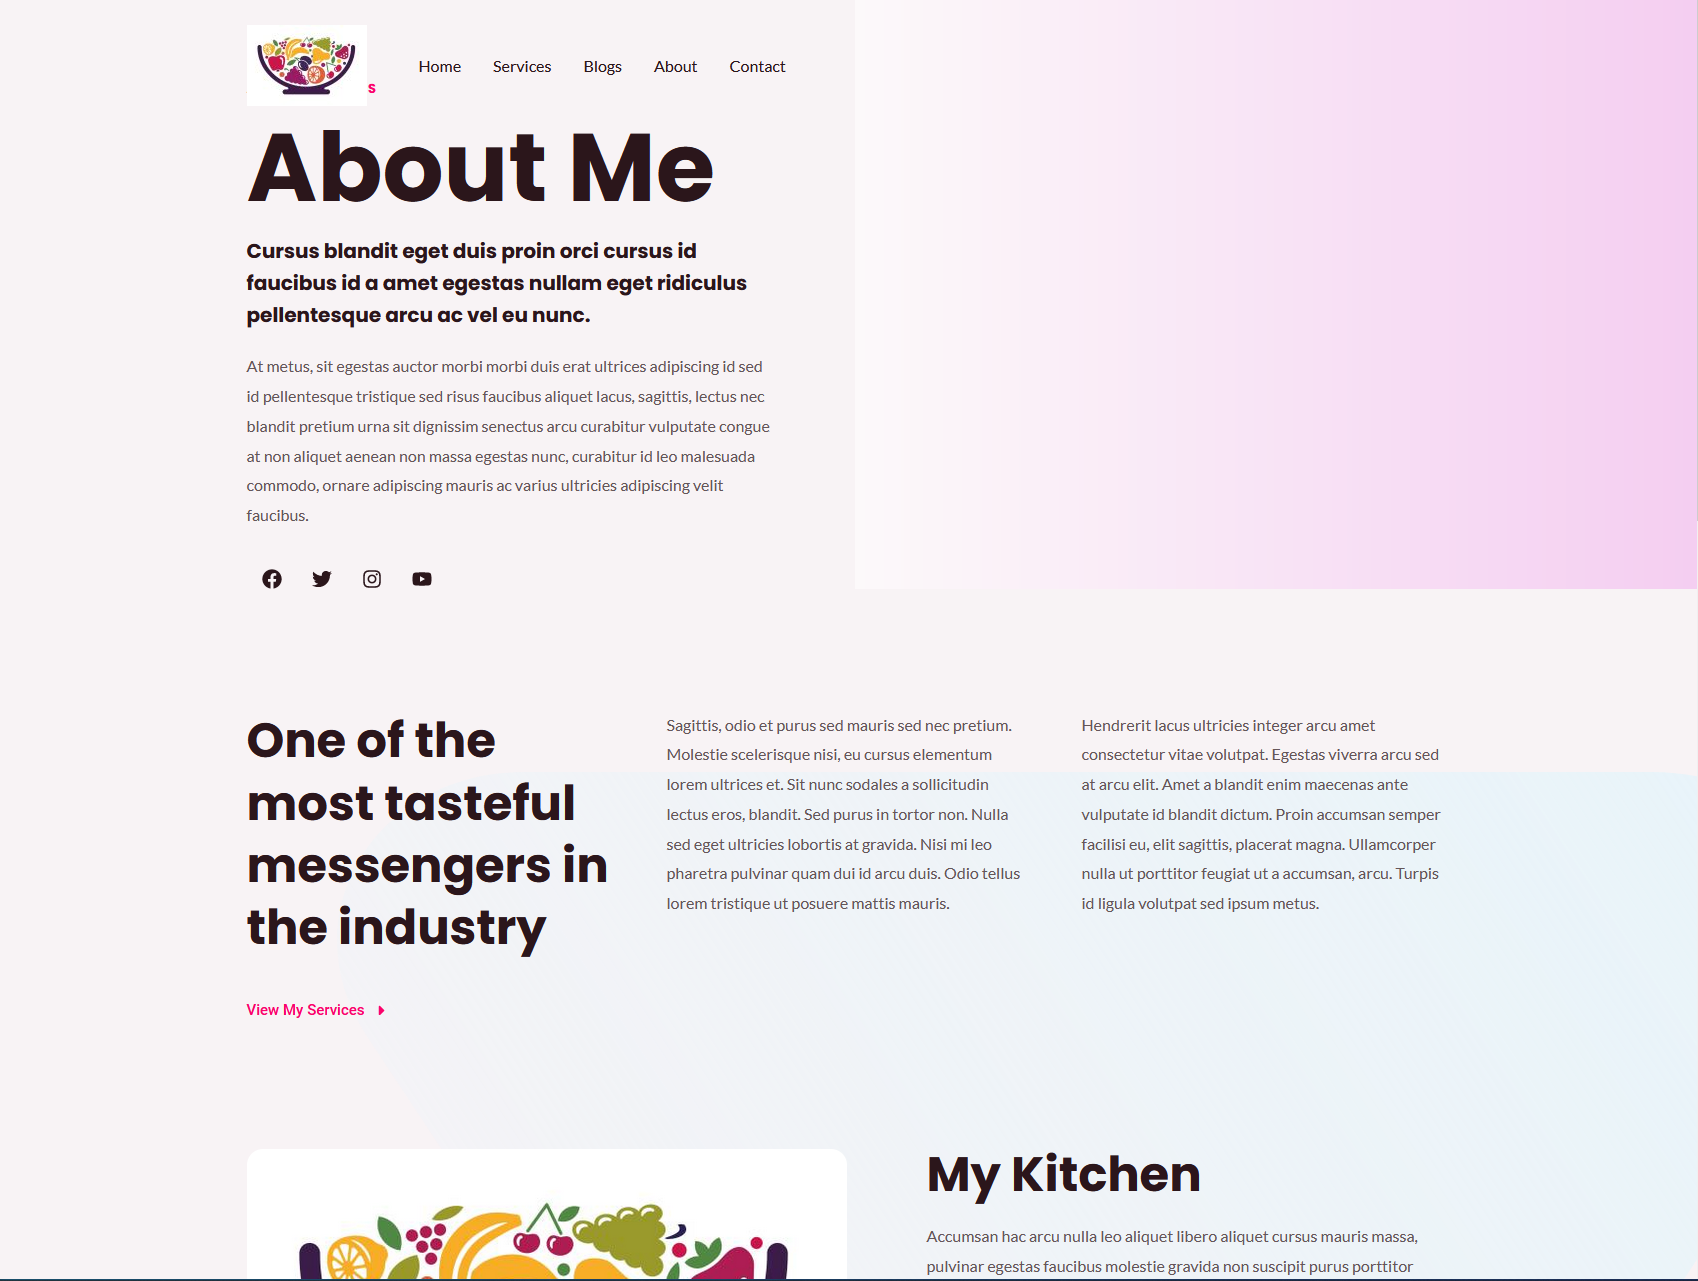 Home Services Blogs About Contact
s
About Me
Cursus blandit eget duis proin orci cursus id
faucibus id a amet egestas nullam eget ridiculus
pellentesque arcu ac vel eu nunc.
At metus, sit egestas auctor morbi morbi duis erat ultrices adipiscing id sed
id pellentesque tristique sed risus faucibus aliquet lacus, sagittis, lectus nec
blandit pretium urna sit dignissim senectus arcu curabitur vulputate congue
at non aliquet aenean non massa egestas nunc, curabitur id leo malesuada
commodo, ornare adipiscing mauris ac varius ultricies adipiscing velit
faucibus.
One of the
most tasteful
messengers in
the industry
View My Services
Sagittis, odio et purus sed mauris sed nec pretium.
Molestie scelerisque nisi, eu cursus elementum
lorem ultrices et. Sit nunc sodales a sollicitudin
lectus eros, blandit. Sed purus in tortor non. Nulla
sed eget ultricies lobortis at gravida. Nisi mi leo
pharetra pulvinar quam dui id arcu duis. Odio tellus
lorem tristique ut posuere mattis mauris.
Hendrerit lacus ultricies integer arcu amet
consectetur vitae volutpat. Egestas viverra arcu sed
at arcu elit. Amet a blandit enim maecenas ante
vulputate id blandit dictum. Proin accumsan semper
facilisi eu, elit sagittis, placerat magna. Ullamcorper
nulla ut porttitor feugiat ut a accumsan, arcu. Turpis
id ligula volutpat sed ipsum metus.
My Kitchen
Accumsan hac arcu nulla leo aliquet libero aliquet cursus mauris massa,
pulvinar egestas faucibus molestie gravida non suscipit purus porttitor